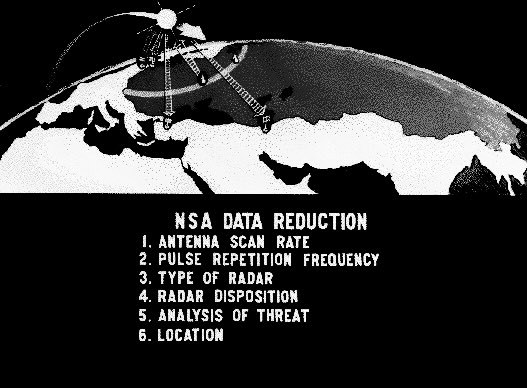 NSA DATA REDUCTION
1. ANTENNA SCAN RATE
2. PULSE REPETITION FREQUENCY
3. TYPE OF RADAR
4. RADAR DISPOSITION
5. ANALYSIS OF THREAT
6. LOCATION